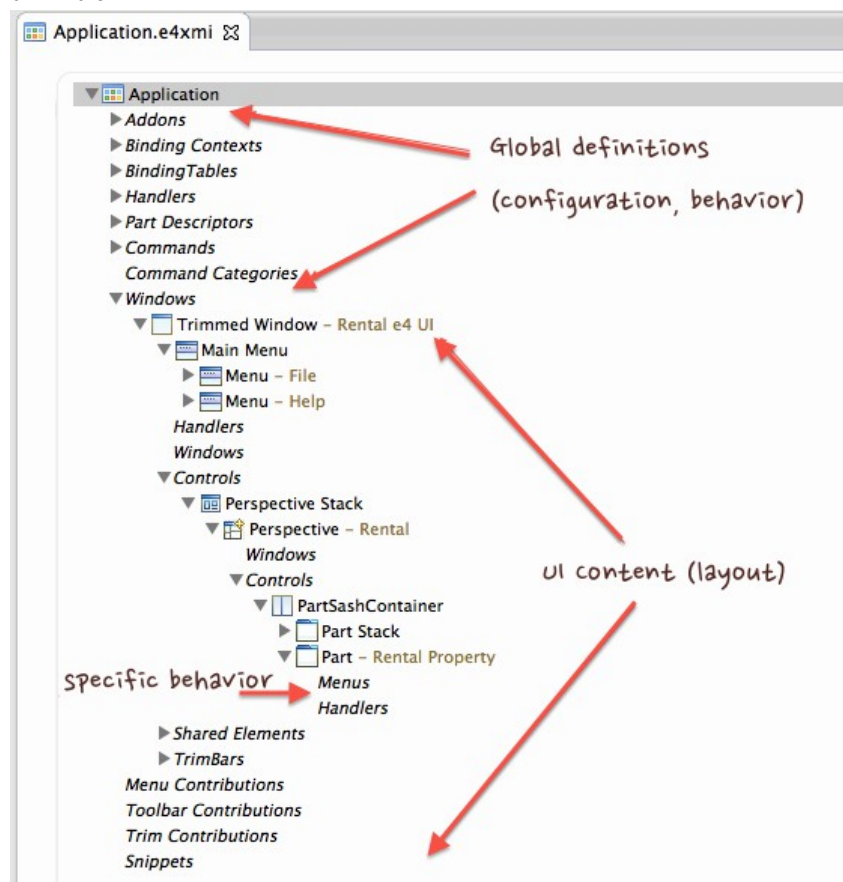 Application.e4xmi
Application
Addons
Binding Contexts
BindingTables
Handlers
Part Descriptors
Commands
Command Categories
Windows
Trimmed Window – Rental e4 UI
Main Menu
Menu – File
Menu – Help
Handlers
Windows
Controls
Perspective Stack
Perspective – Rental
Windows
Controls
PartSashContainer
Part Stack
Part – Rental Property
Menus
Handlers
Shared Elements
TrimBars
Menu Contributions
Toolbar Contributions
Trim Contributions
Snippets
Global definitions
(configuration, behavior)
UI content (layout)
specific behavior